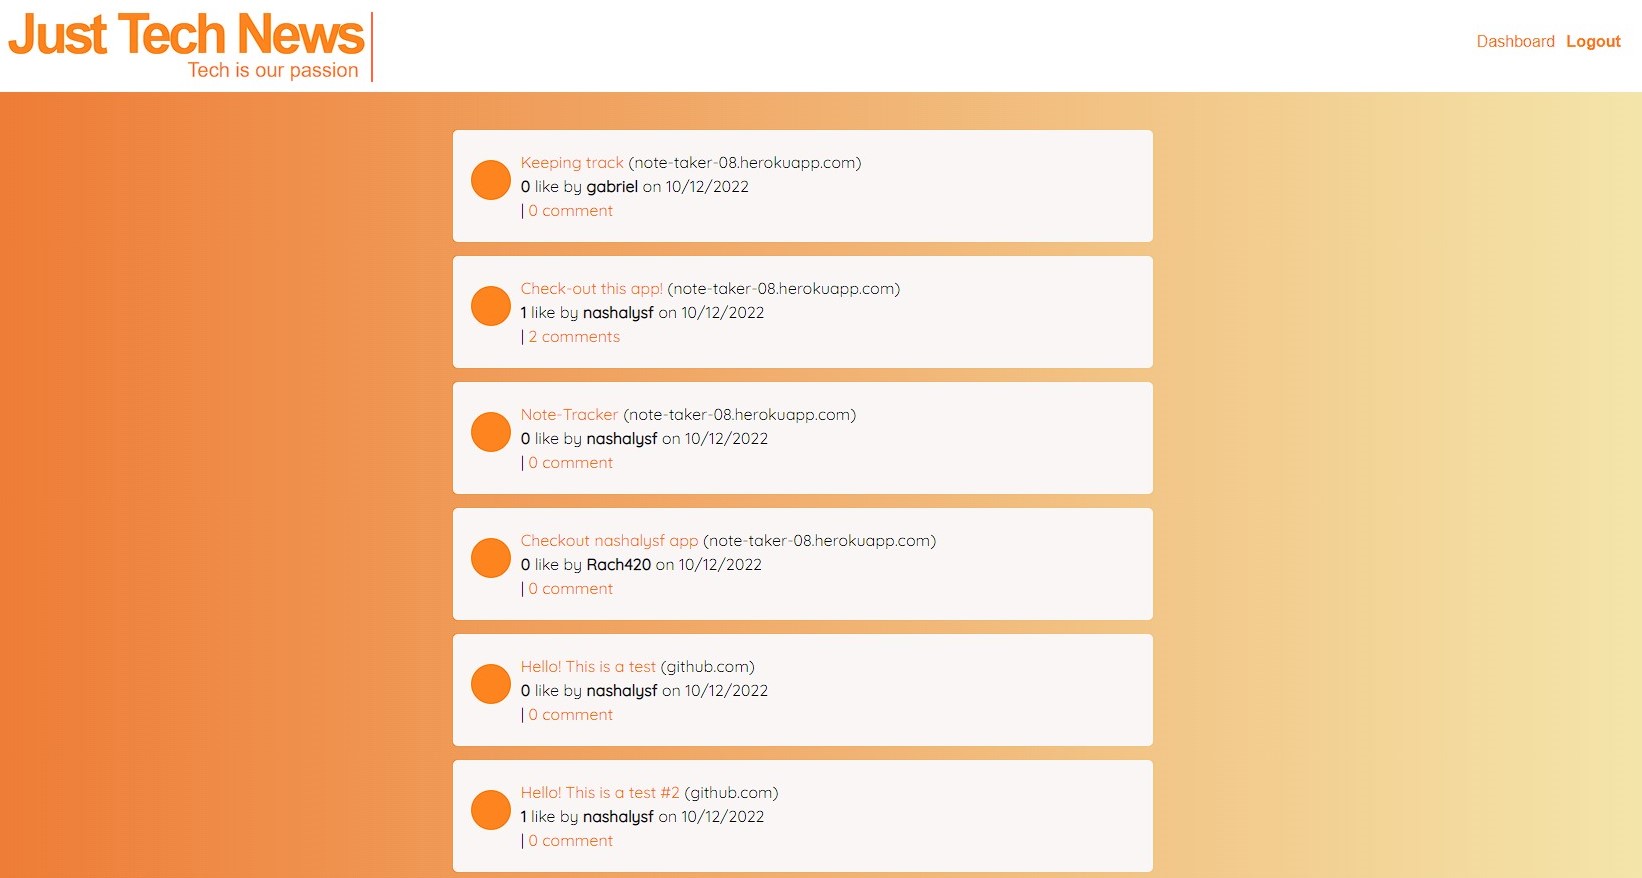 Just Tech News
Tech is our passion
Dashboard Logout
Keeping track (note-taker-08.herokuapp.com)
0 like by gabriel on 10/12/2022
| 0 comment
Check-out this app! (note-taker-08.herokuapp.com)
1 like by nashalysf on 10/12/2022
| 2 comments
Note-Tracker (note-taker-08.herokuapp.com)
0 like by nashalysf on 10/12/2022
| 0 comment
Checkout nashalysf app (note-taker-08.herokuapp.com)
0 like by Rach420 on 10/12/2022
| 0 comment
Hello! This is a test (github.com)
0 like by nashalysf on 10/12/2022
| 0 comment
Hello! This is a test #2 (github.com)
1 like by nashalysf on 10/12/2022
| 0 comment